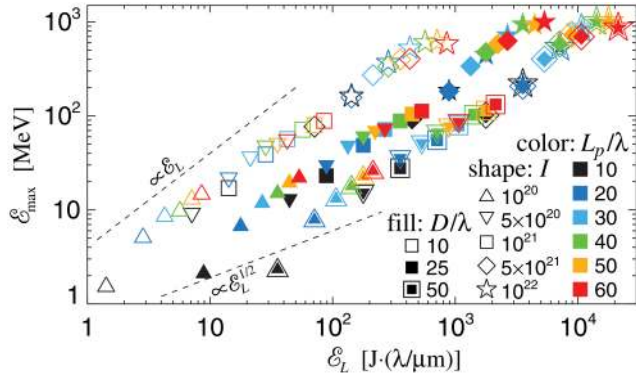 10³
10²
10
1
ℰmax [MeV]
∝ℰL
∝ℰL^1/2
fill: D/λ
10
25
50
shape: I
10²⁰
5×10²⁰
10²¹
5×10²¹
10²²
color: Lp/λ
10
20
30
40
50
60
1 10 10² 10³ 10⁴
ℰL [J·(λ/μm)]